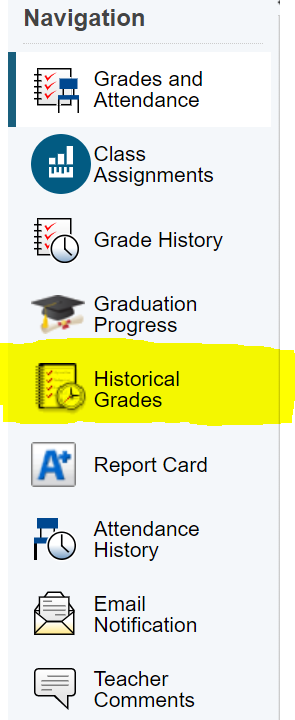 Navigation
Grades and
Attendance
Class
Assignments
Grade History
Graduation
Progress
Historical
Grades
A+
Report Card
Attendance
History
Email
Notification
Teacher
Comments